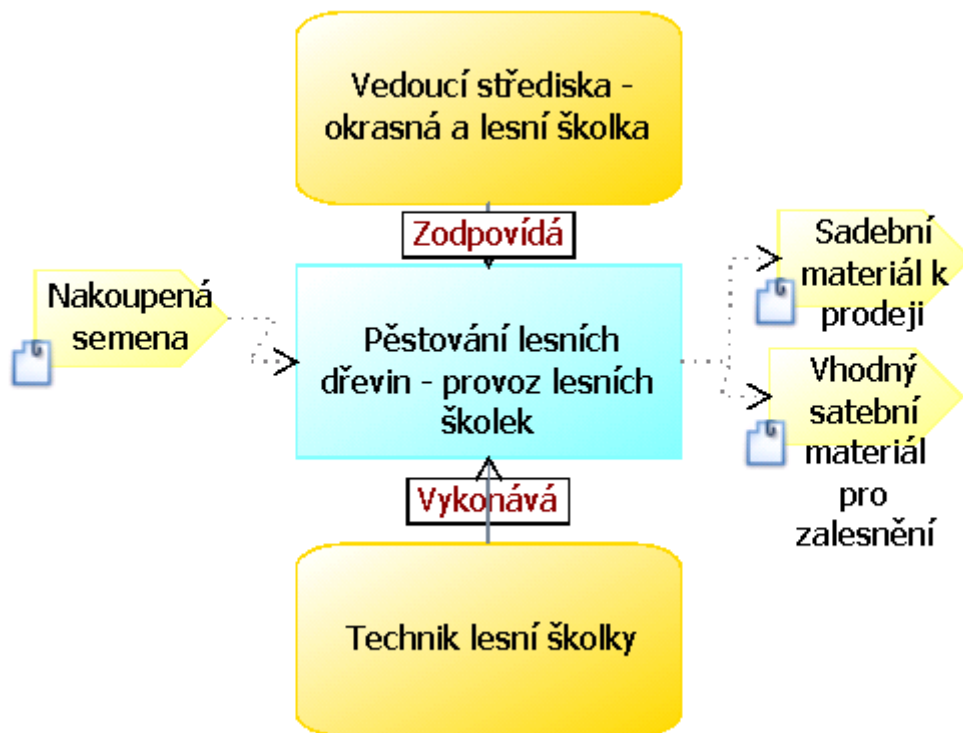 Vedoucí střediska -
okrasná a lesní školka
Zodpovídá
Nakoupená
semena
Pěstování lesních
dřevin - provoz lesních
školek
Sadební
materiál k
prodeji
Vhodný
satební
materiál
pro
zalesnění
Vykonává
Technik lesní školky